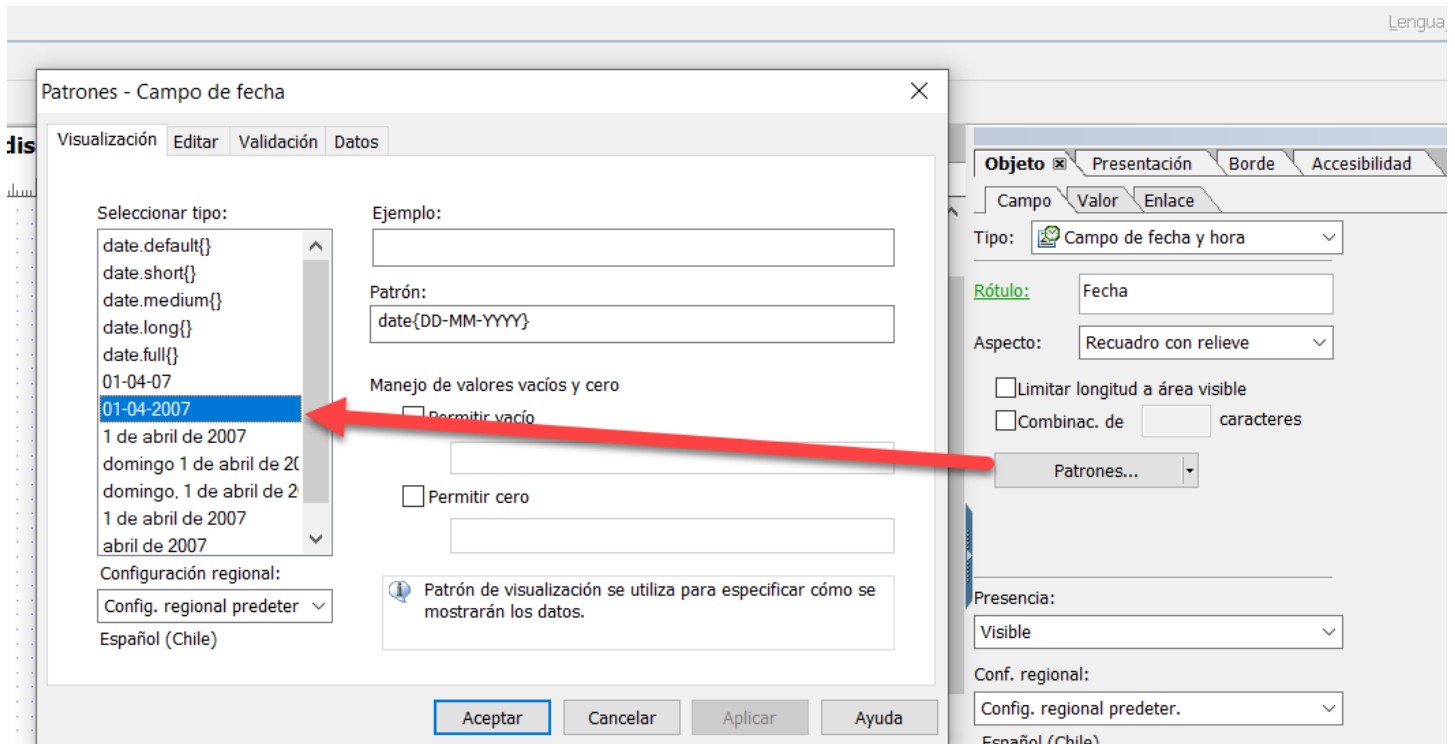 Lengua
Patrones - Campo de fecha
dis
Visualización Editar Validación Datos
Seleccionar tipo:
date.default{}
date.short{}
date.medium{}
date.long{}
date.full{}
01-04-07
01-04-2007
1 de abril de 2007
domingo 1 de abril de 20
domingo, 1 de abril de 2
1 de abril de 2007
abril de 2007
Configuración regional:
Config. regional predeter
Español (Chile)
Ejemplo:
Patrón:
date{DD-MM-YYYY}
Manejo de valores vacíos y cero
Permitir vacío
Permitir cero
Patrón de visualización se utiliza para especificar cómo se
mostrarán los datos.
Aceptar Cancelar Aplicar Ayuda
Objeto Presentación Borde Accesibilidad
Campo Valor Enlace
Tipo: Campo de fecha y hora
Rótulo: Fecha
Aspecto: Recuadro con relieve
Limitar longitud a área visible
Combinac. de caracteres
Patrones...
Presencia:
Visible
Conf. regional:
Config. regional predeter.
Español (Chile)